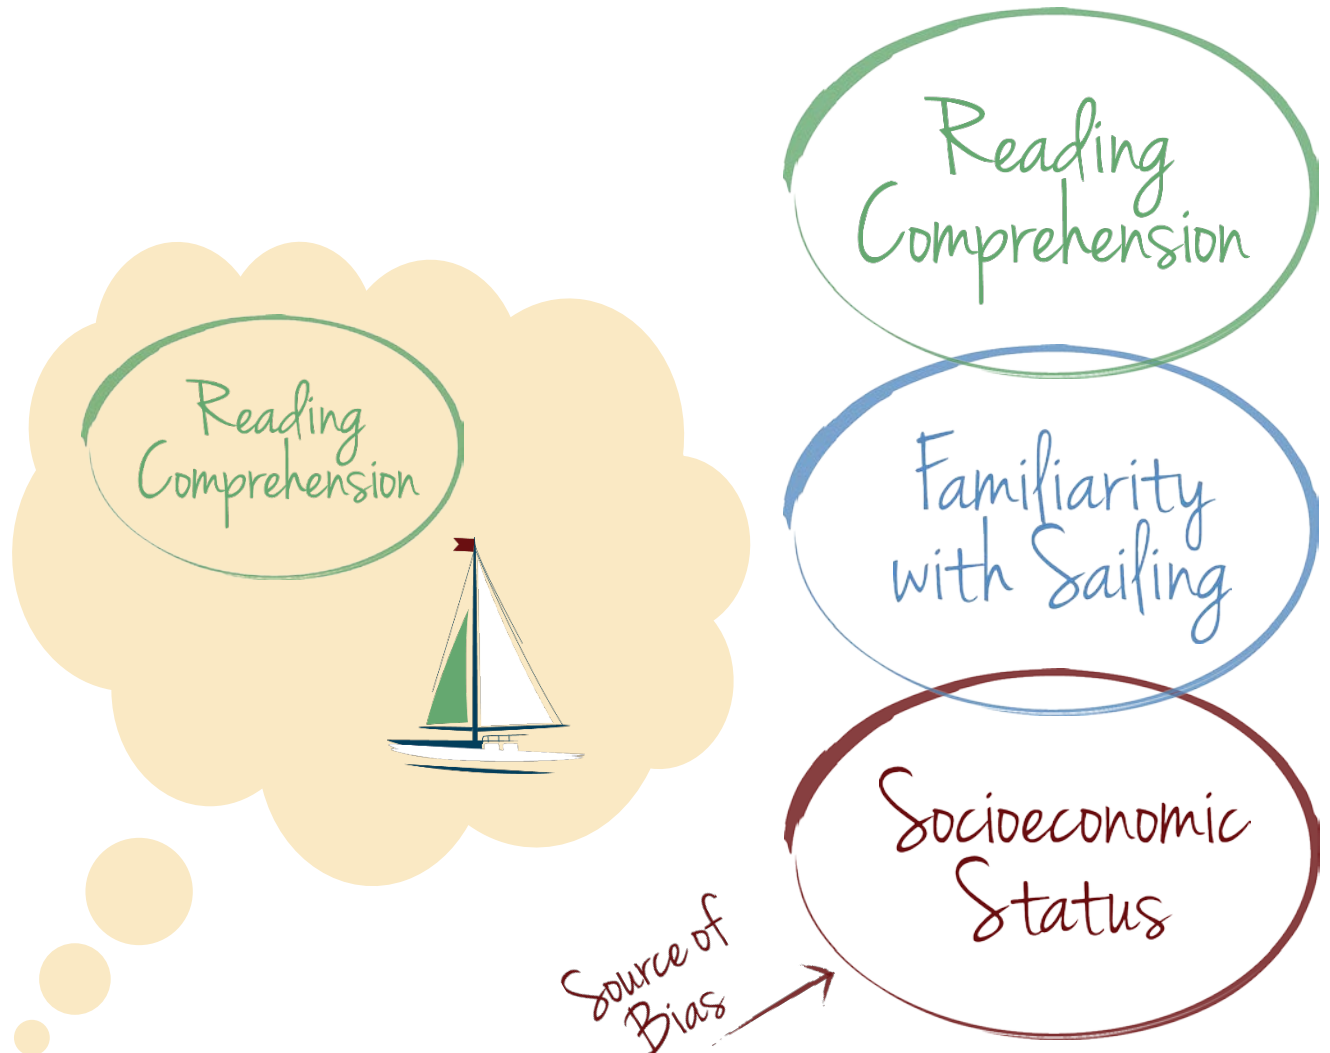 Reading
Comprehension
Reading
Comprehension
Familiarity
with Sailing
Socioeconomic
Status
Source of
Bias